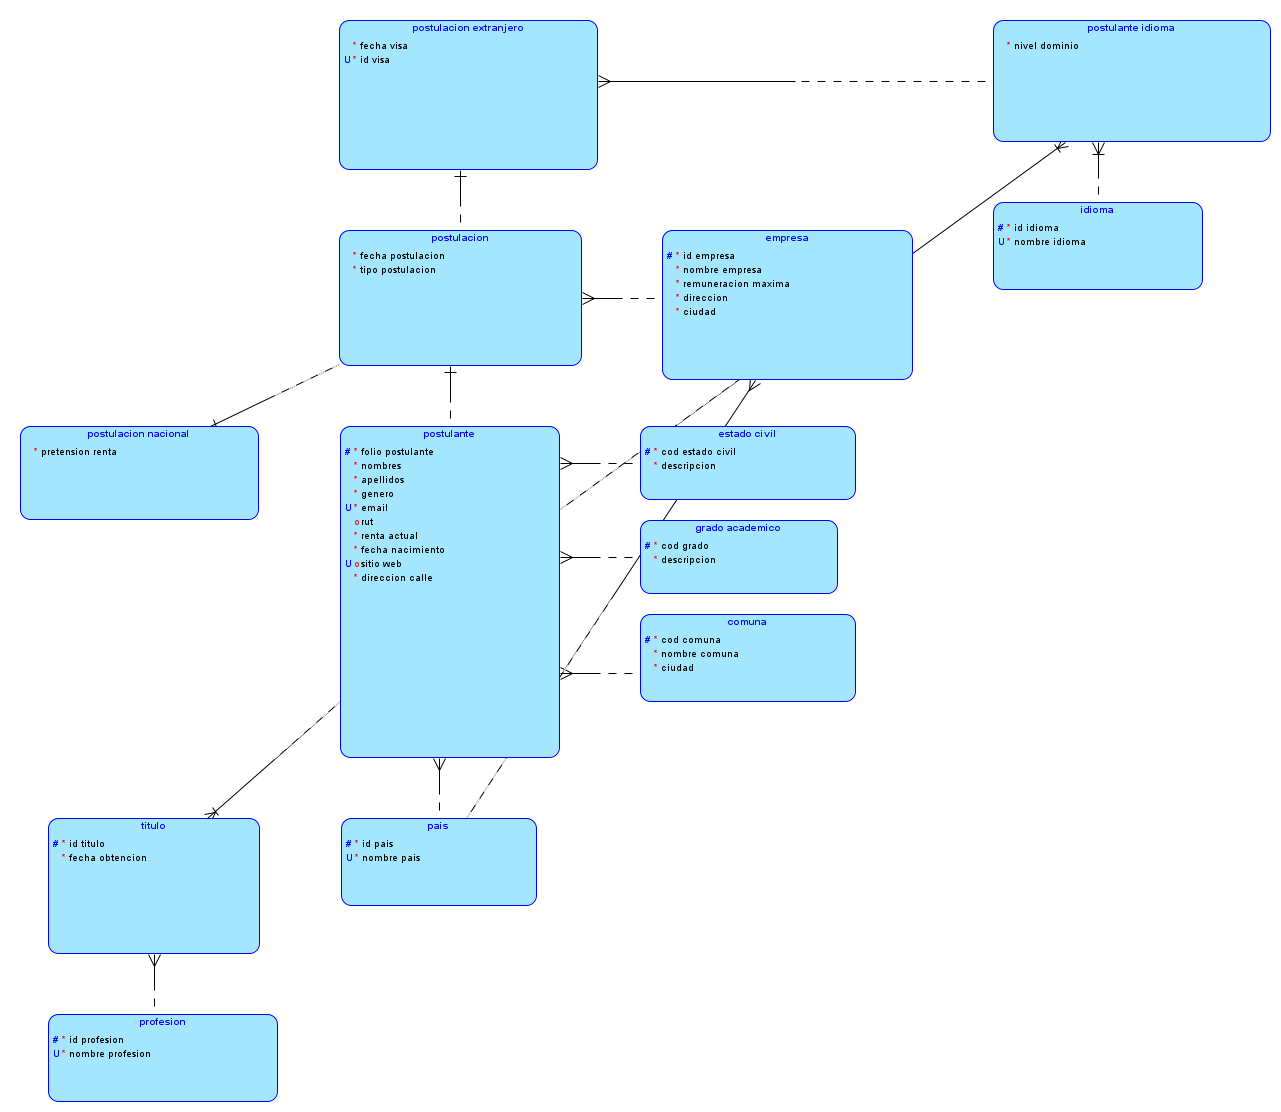 postulacion extranjero
* fecha visa
U * id visa
postulante idioma
* nivel dominio
idioma
# * id idioma
U * nombre idioma
postulacion
* fecha postulacion
* tipo postulacion
empresa
# * id empresa
* nombre empresa
* remuneracion maxima
* direccion
* ciudad
postulacion nacional
* pretension renta
postulante
# * folio postulante
* nombres
* apellidos
* genero
U * email
o rut
* renta actual
* fecha nacimiento
U o sitio web
* direccion calle
estado civil
# * cod estado civil
* descripcion
grado academico
# * cod grado
* descripcion
comuna
# * cod comuna
* nombre comuna
* ciudad
titulo
# * id titulo
* fecha obtencion
pais
# * id pais
U * nombre pais
profesion
# * id profesion
U * nombre profesion